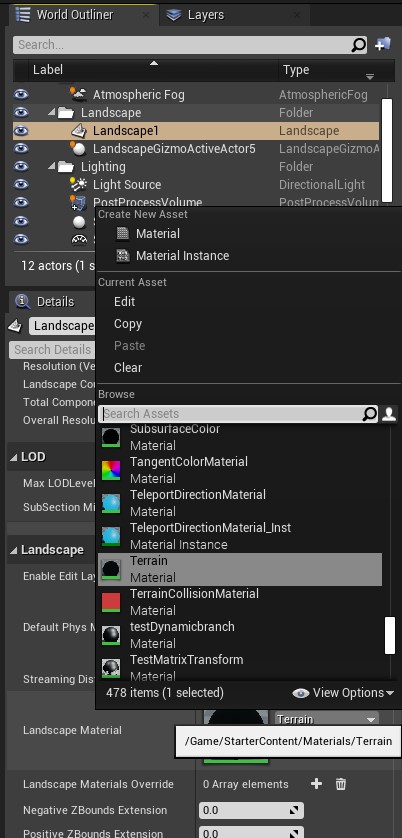 World Outliner
Layers
Search...
Label
Type
Atmospheric Fog
AtmosphericFog
Landscape
Folder
Landscape1
Landscape
LandscapeGizmoActiveActor5
LandscapeGizmoA
Lighting
Folder
Light Source
DirectionalLight
PostProcessVolume
PostProcessVolum
Create New Asset
Material
Material Instance
12 actors (1 s
Current Asset
Edit
Copy
Paste
Clear
Details
Landscape
Search Details
Resolution (Ve
Landscape Cou
Total Compone
Overall Resolu
Browse
Search Assets
SubsurfaceColor
Material
TangentColorMaterial
Material
TeleportDirectionMaterial
Material
TeleportDirectionMaterial_Inst
Material Instance
Terrain
Material
TerrainCollisionMaterial
Material
testDynamicbranch
Material
TestMatrixTransform
Material
478 items (1 selected)
View Options
LOD
Max LODLevel
SubSection Mi
Landscape
Enable Edit Lay
Default Phys M
Streaming Dist
Landscape Material
Terrain
/Game/StarterContent/Materials/Terrain
Landscape Materials Override
0 Array elements
Negative ZBounds Extension
0.0
Positive ZBounds Extension
0.0